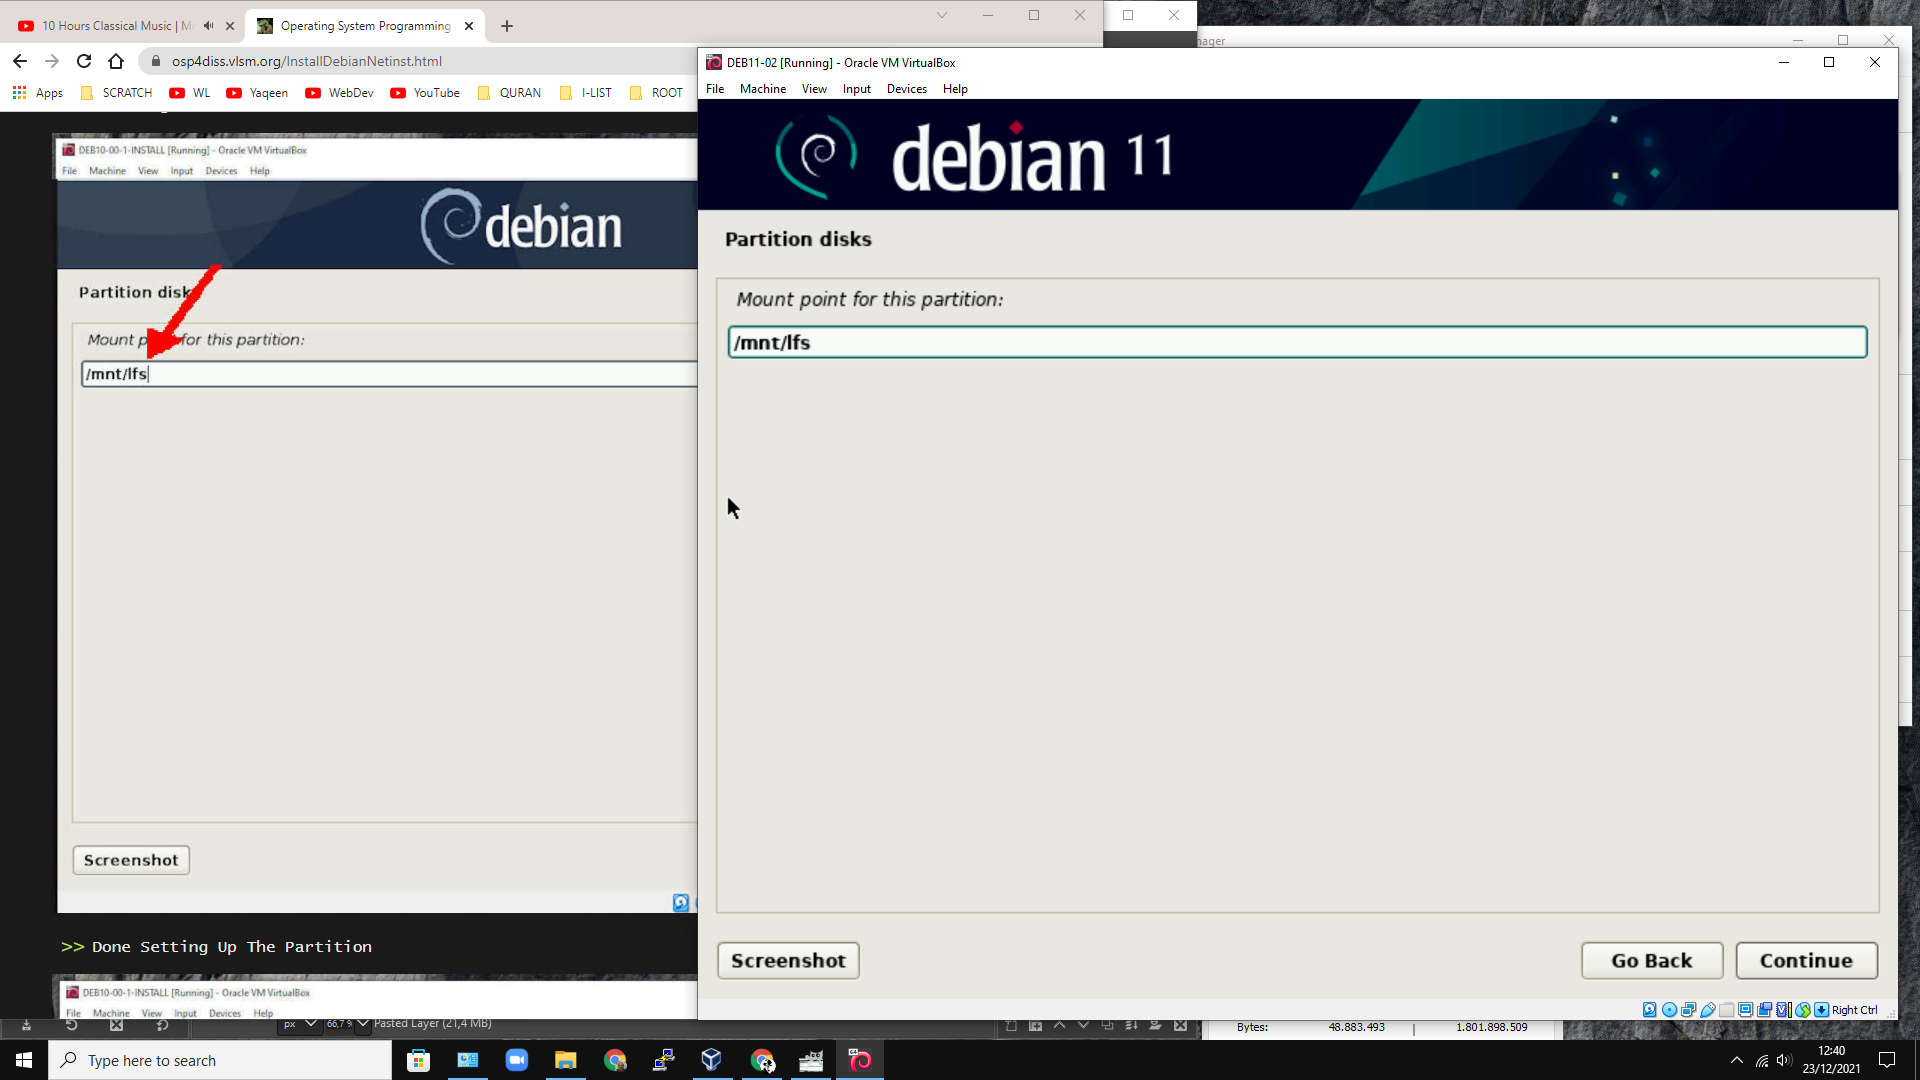 10 Hours Classical Music | M
Operating System Programming
osp4diss.vlsm.org/InstallDebianNetinst.html
Apps SCRATCH WL Yaqeen WebDev YouTube QURAN I-LIST ROOT
DEB10-00-1-INSTALL [Running] - Oracle VM VirtualBox
File Machine View Input Devices Help
debian
Partition disk
Mount p for this partition:
/mnt/lfs
Screenshot
>> Done Setting Up The Partition
DEB10-00-1-INSTALL [Running] - Oracle VM VirtualBox
File Machine View Input Devices Help
px 66,7 Pasted Layer (21,4 MB)
nager
DEB11-02 [Running] - Oracle VM VirtualBox
File Machine View Input Devices Help
debian 11
Partition disks
Mount point for this partition:
/mnt/lfs
Screenshot Go Back Continue
Right Ctrl
Bytes: 48.883.493 | 1.801.898.509
Type here to search
12:40
23/12/2021